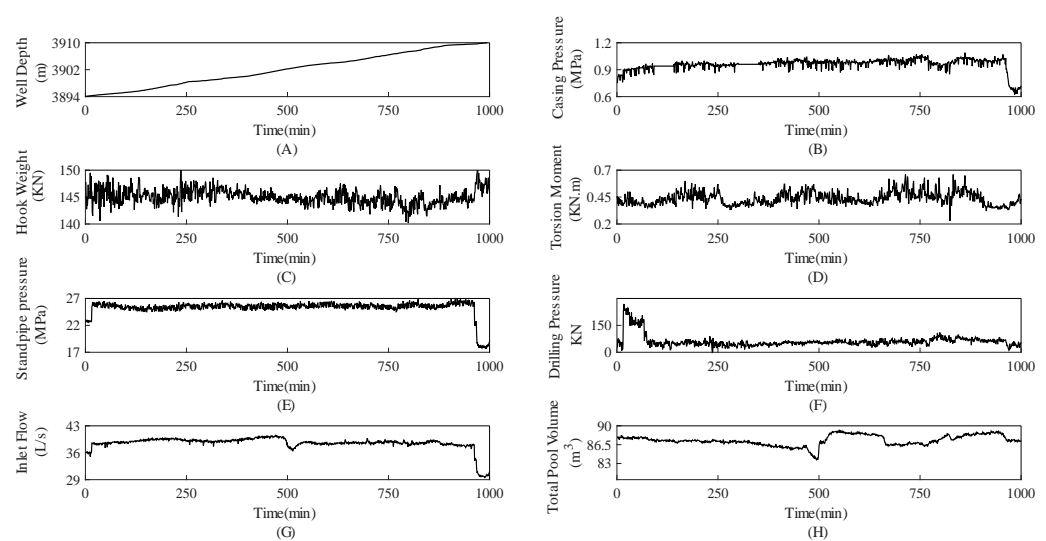 Well Depth
(m)
3910
3902
3894
0
250
500
750
1000
Time(min)
(A)
Casing Pressure
(MPa)
1.2
0.9
0.6
0
250
500
750
1000
Time(min)
(B)
Hook Weight
(KN)
150
145
140
0
250
500
750
1000
Time(min)
(C)
Torsion Moment
(KN.m)
0.7
0.45
0.2
0
250
500
750
1000
Time(min)
(D)
Standpipe pressure
(MPa)
27
22
17
0
250
500
750
1000
Time(min)
(E)
Drilling Pressure
KN
150
0
0
250
500
750
1000
Time(min)
(F)
Inlet Flow
(L/s)
43
36
29
0
250
500
750
1000
Time(min)
(G)
Total Pool Volume
(m³)
90
86.5
83
0
250
500
750
1000
Time(min)
(H)